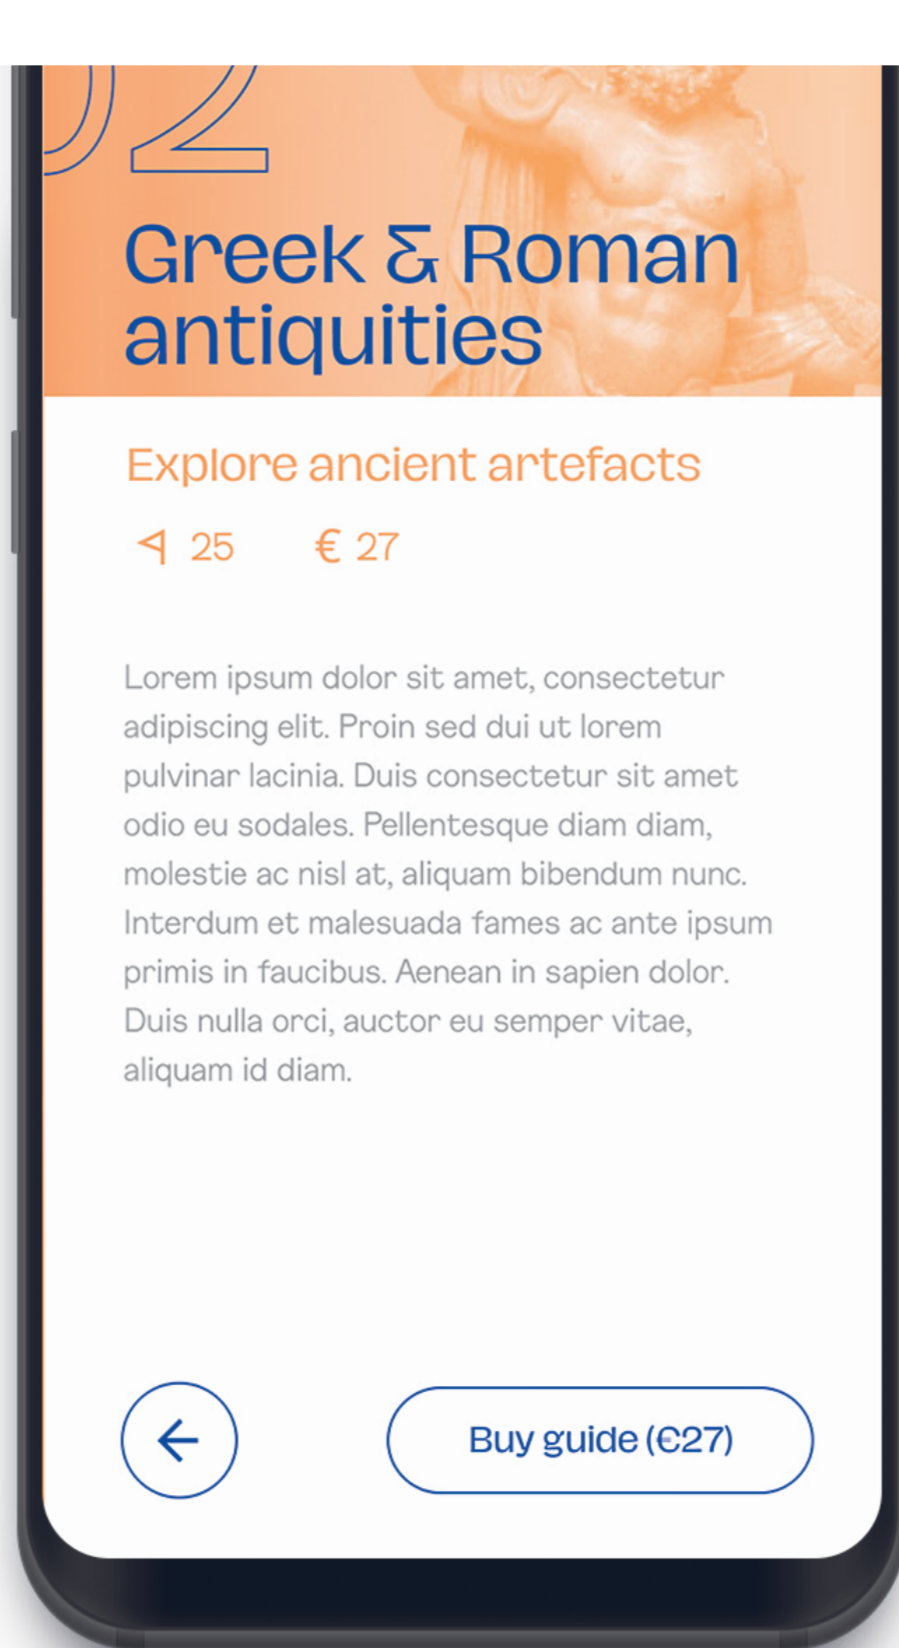 02
Greek & Roman
antiquities
Explore ancient artefacts
25 € 27
Lorem ipsum dolor sit amet, consectetur
adipiscing elit. Proin sed dui ut lorem
pulvinar lacinia. Duis consectetur sit amet
odio eu sodales. Pellentesque diam diam,
molestie ac nisl at, aliquam bibendum nunc.
Interdum et malesuada fames ac ante ipsum
primis in faucibus. Aenean in sapien dolor.
Duis nulla orci, auctor eu semper vitae,
aliquam id diam.
Buy guide (€27)